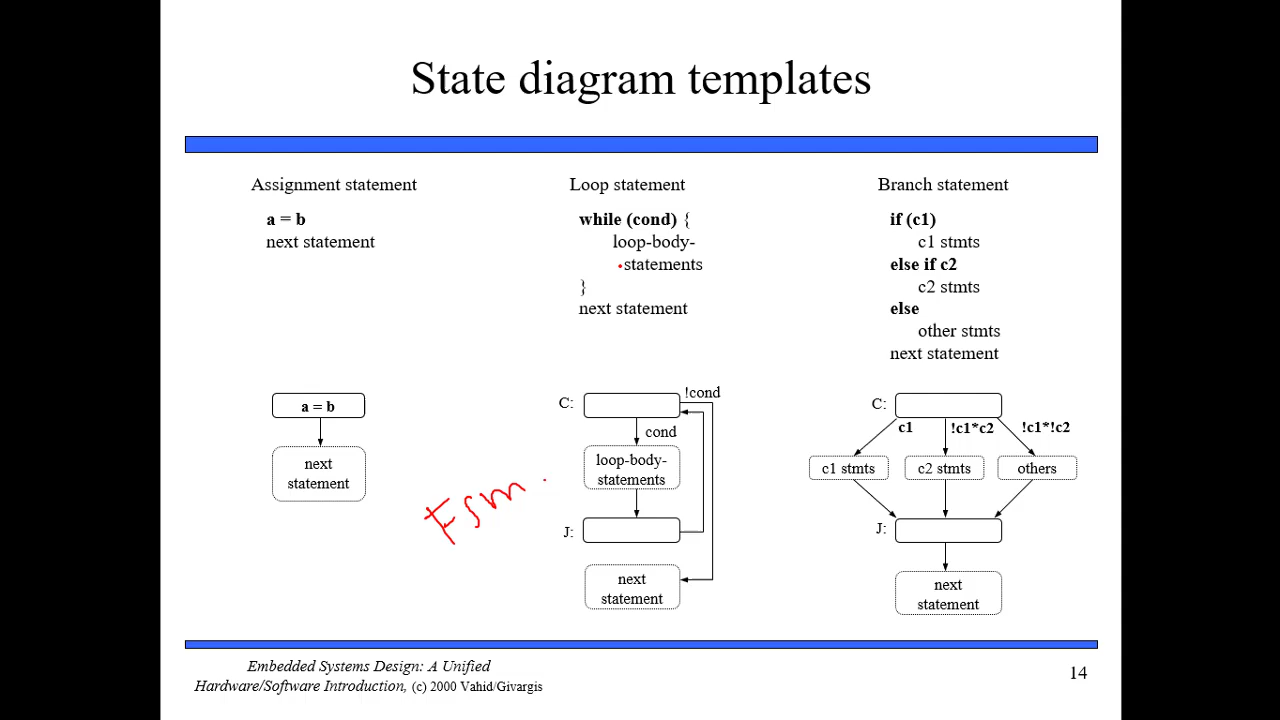 State diagram templates
Assignment statement
a = b
next statement
Loop statement
while (cond) {
loop-body-
statements
}
next statement
Branch statement
if (c1)
c1 stmts
else if c2
c2 stmts
else
other stmts
next statement
a = b
next
statement
C:
!cond
cond
loop-body-
statements
J:
next
statement
C:
c1
!c1*c2
!c1*!c2
c1 stmts
c2 stmts
others
J:
next
statement
Fsm
Embedded Systems Design: A Unified
Hardware/Software Introduction, (c) 2000 Vahid/Givargis
14